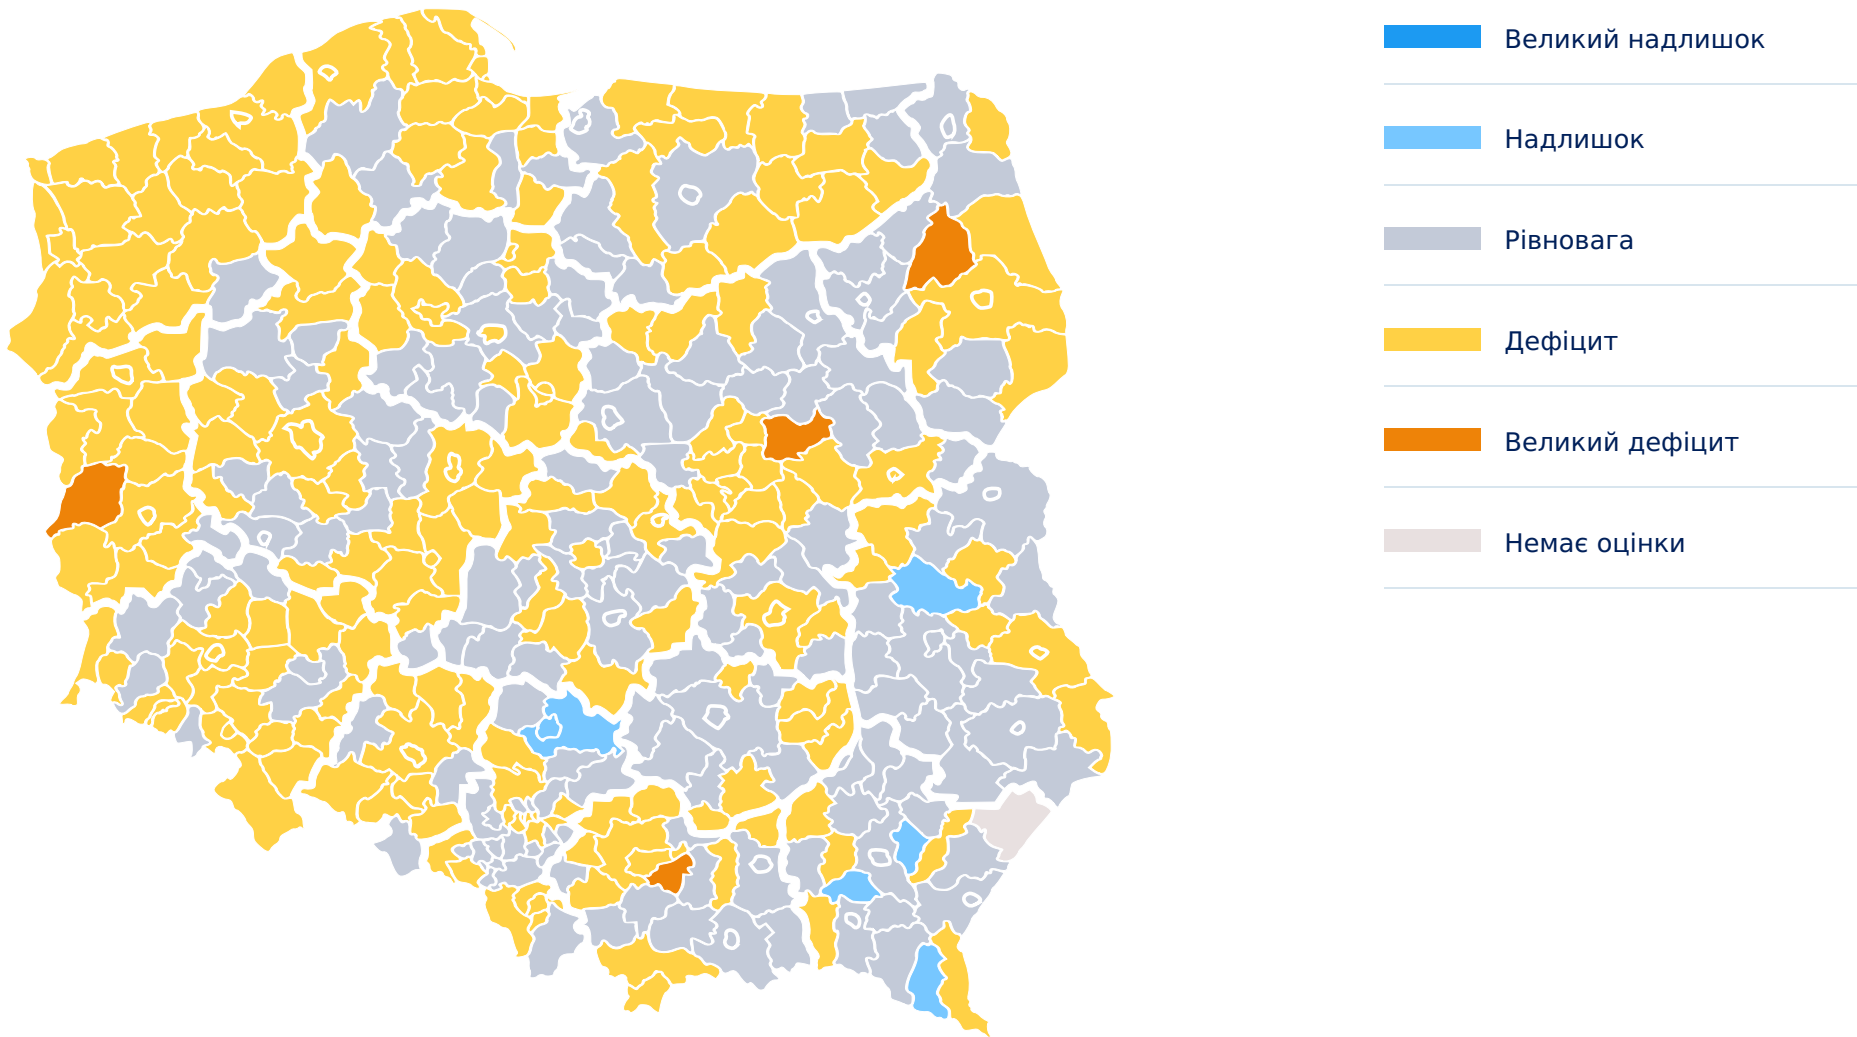 Великий надлишок
Надлишок
Рівновага
Дефіцит
Великий дефіцит
Немає оцінки